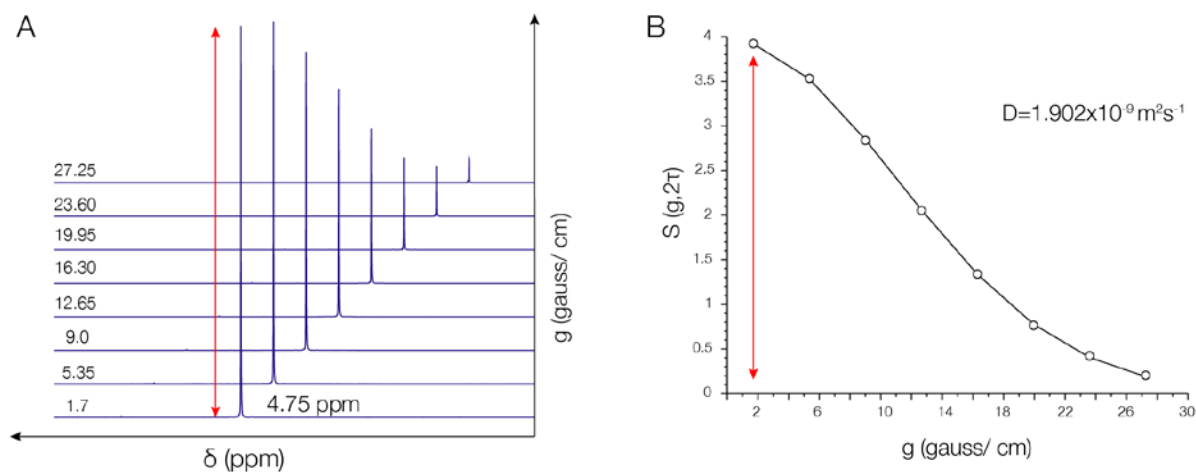 A
27.25
23.60
19.95
16.30
12.65
9.0
5.35
1.7
4.75 ppm
δ (ppm)
g (gauss/ cm)
B
4
3.5
3
2.5
2
1.5
1
0.5
0
S (g,2τ)
D=1.902x10⁻⁹ m²s⁻¹
2 6 10 14 18 22 26 30
g (gauss/ cm)